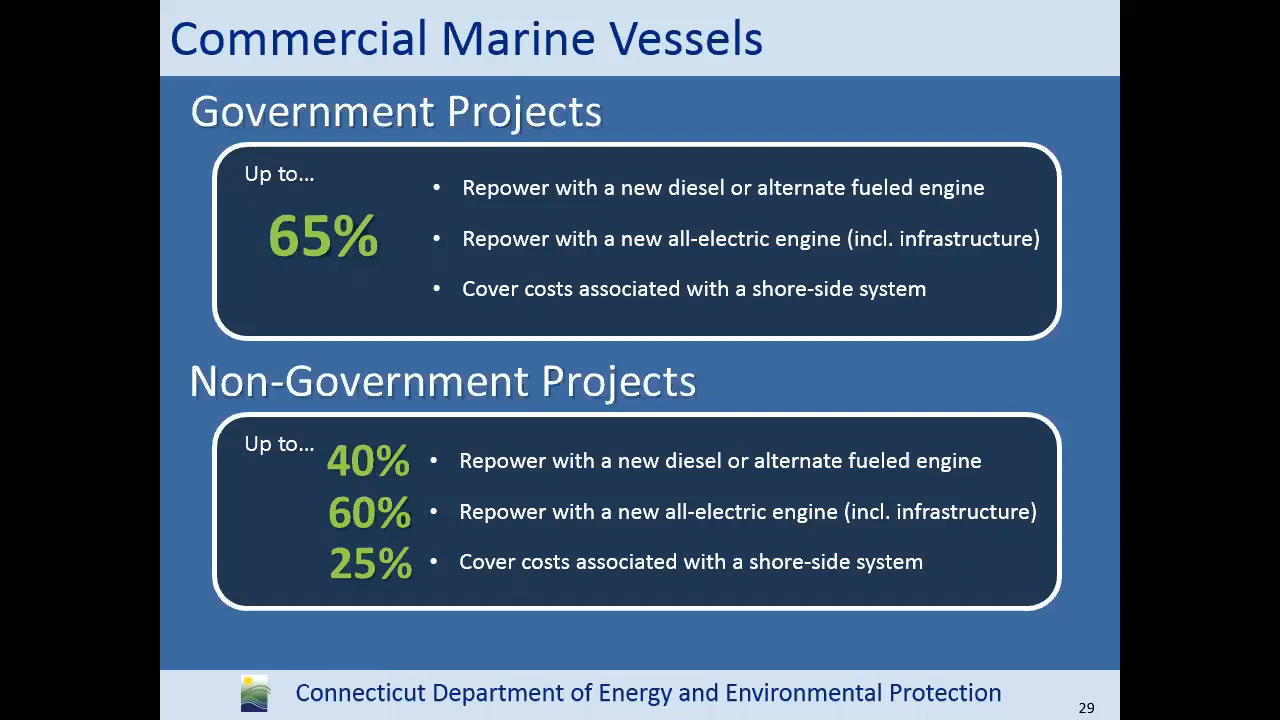 Commercial Marine Vessels
Government Projects
Up to...
65%
• Repower with a new diesel or alternate fueled engine
• Repower with a new all-electric engine (incl. infrastructure)
• Cover costs associated with a shore-side system
Non-Government Projects
Up to...
40% • Repower with a new diesel or alternate fueled engine
60% • Repower with a new all-electric engine (incl. infrastructure)
25% • Cover costs associated with a shore-side system
Connecticut Department of Energy and Environmental Protection
29